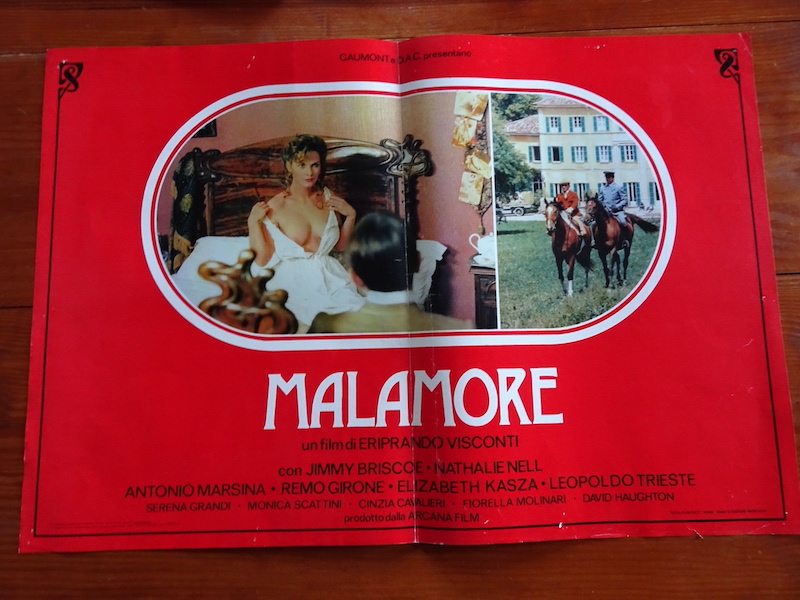 GAUMONT e D.A.C. presentano
MALAMORE
un film di ERIPRANDO VISCONTI
con JIMMY BRISCOE • NATHALIE NELL
ANTONIO MARSINA • REMO GIRONE • ELIZABETH KASZA • LEOPOLDO TRIESTE
SERENA GRANDI • MONICA SCATTINI • CINZIA CAVALIERI • FIORELLA MOLINARI • DAVID HAUGHTON
prodotto dalla ARCANA FILM